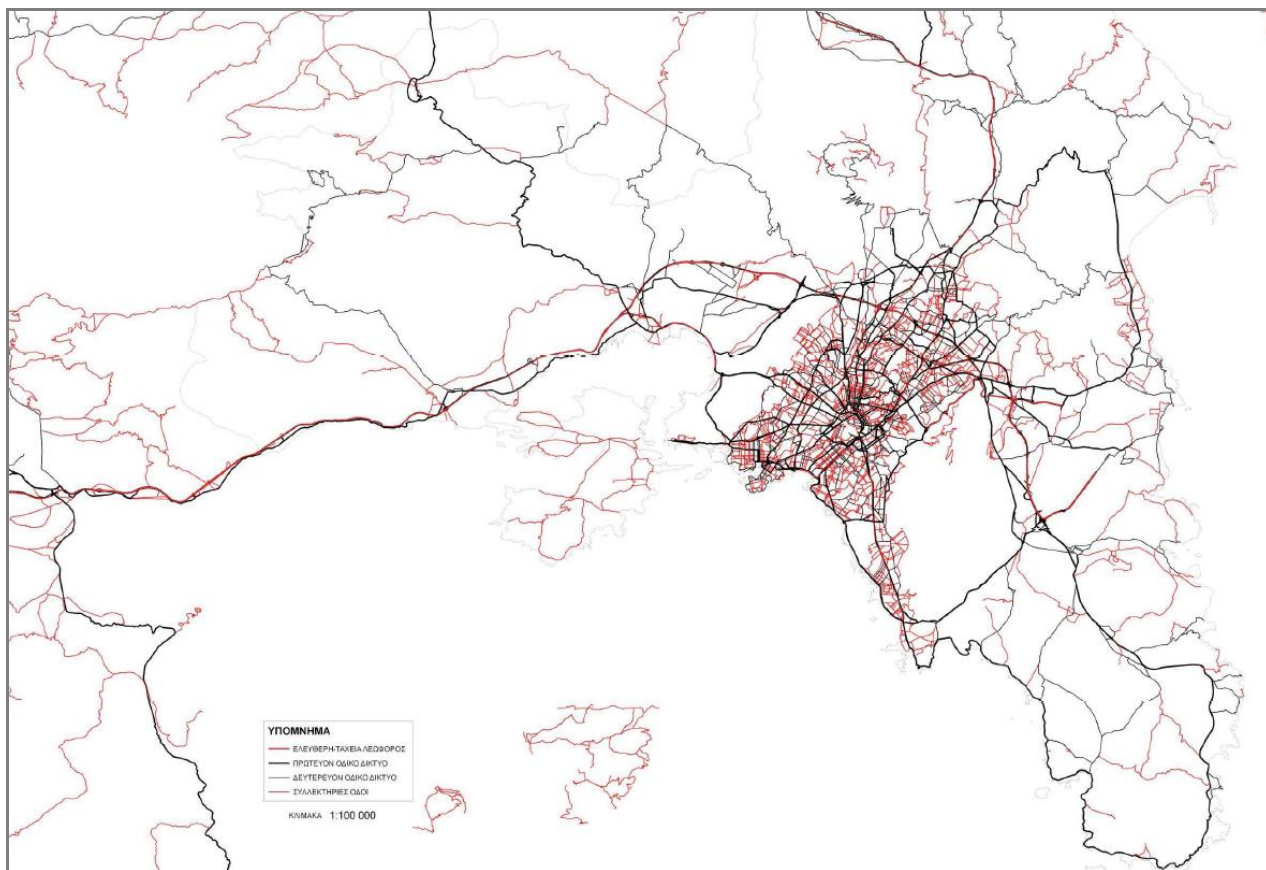 ΥΠΟΜΝΗΜΑ
ΕΛΕΥΘΕΡΗ-ΤΑΧΕΙΑ ΛΕΩΦΟΡΟΣ
ΠΡΩΤΕΥΟΝ ΟΔΙΚΟ ΔΙΚΤΥΟ
ΔΕΥΤΕΡΕΥΟΝ ΟΔΙΚΟ ΔΙΚΤΥΟ
ΣΥΛΛΕΚΤΗΡΙΕΣ ΟΔΟΙ
ΚΛΙΜΑΚΑ 1:100 000